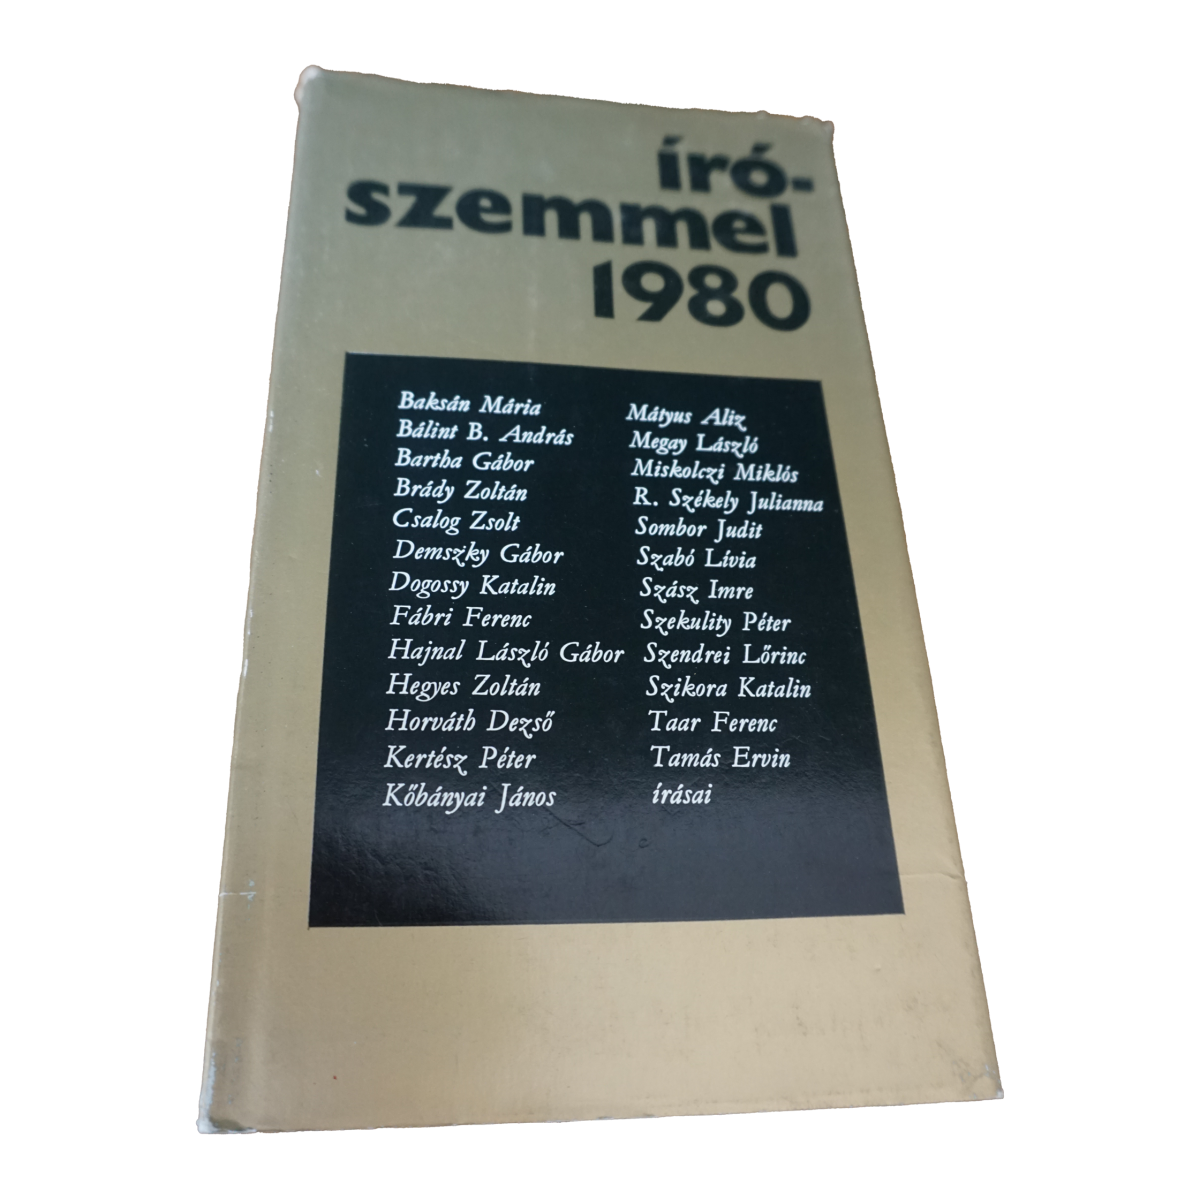 író-
szemmel
1980
Baksán Mária
Bálint B. András
Bartha Gábor
Brády Zoltán
Csalog Zsolt
Demszky Gábor
Dogossy Katalin
Fábri Ferenc
Hajnal László Gábor
Hegyes Zoltán
Horváth Dezső
Kertész Péter
Kőbányai János
Mátyus Aliz
Megay László
Miskolczi Miklós
R. Székely Julianna
Sombor Judit
Szabó Lívia
Szász Imre
Szekulity Péter
Szendrei Lőrinc
Szikora Katalin
Taar Ferenc
Tamás Ervin
írásai